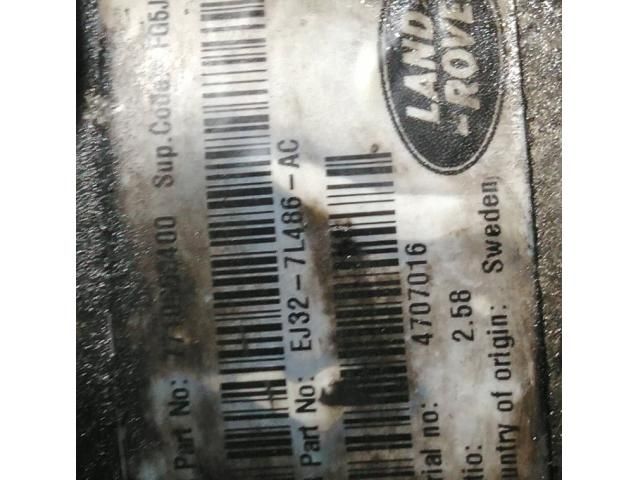 Part No: Sup.Code:
Part No: EJ32-7L486-AC
rial no: 4707016
tio: 2.58
untry of origin: Sweden
LAND
-ROVE